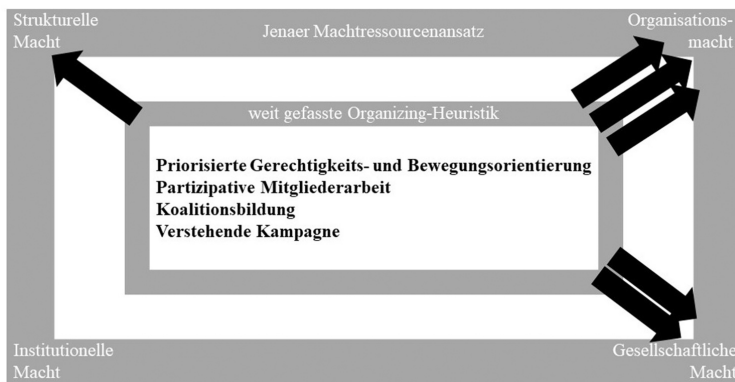 Strukturelle
Macht
Jenaer Machtressourcenansatz
Organisations-
macht
weit gefasste Organizing-Heuristik
Priorisierte Gerechtigkeits- und Bewegungsorientierung
Partizipative Mitgliederarbeit
Koalitionsbildung
Verstehende Kampagne
Institutionelle
Macht
Gesellschaftliche
Macht